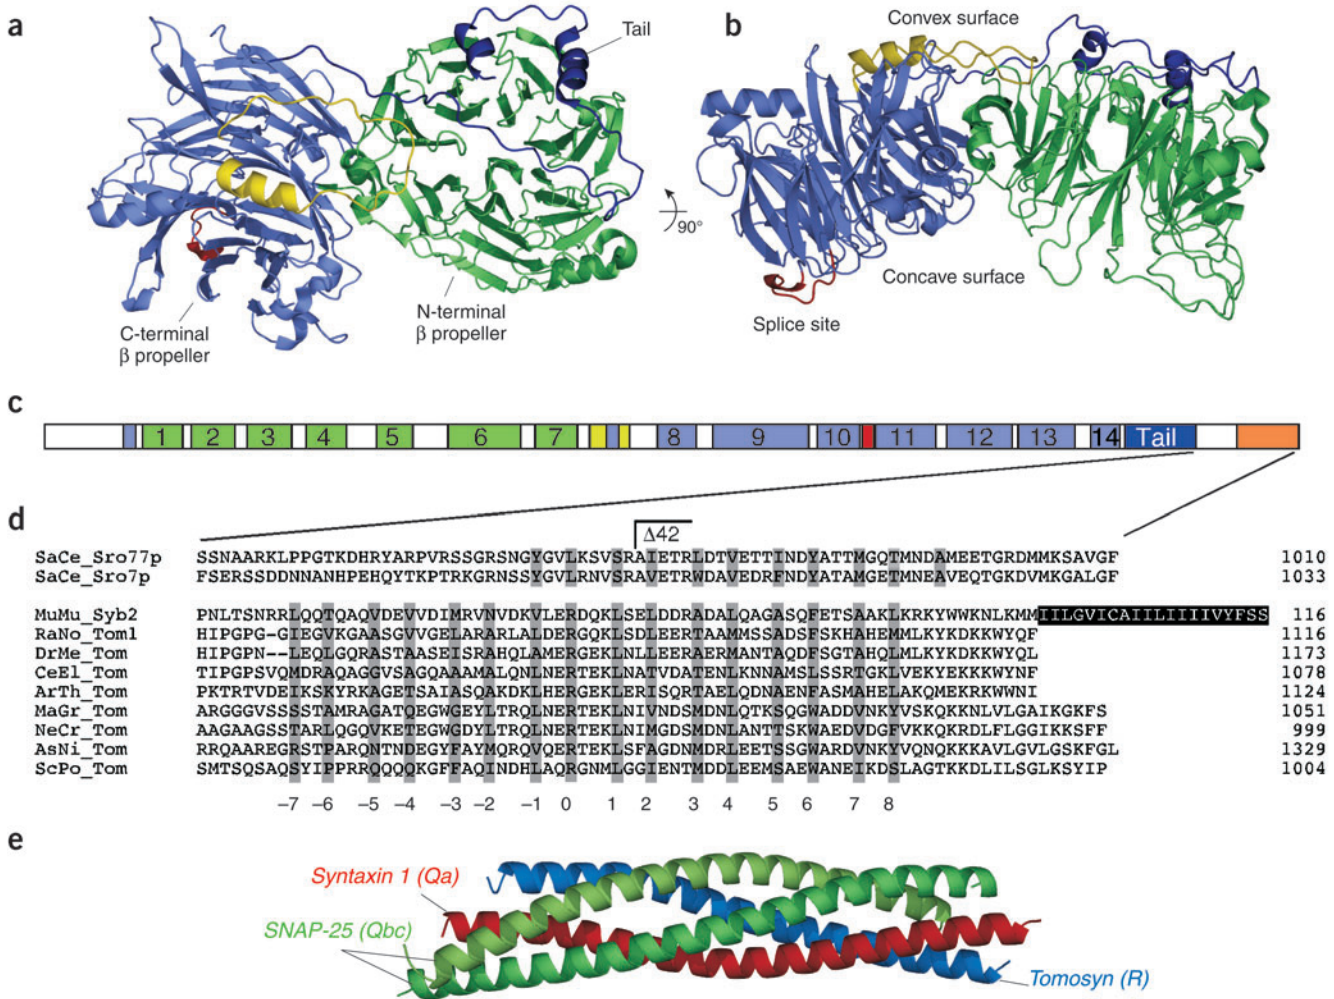 a
Tail
C-terminal
β propeller
N-terminal
β propeller
90°
b
Convex surface
Concave surface
Splice site
c
1 2 3 4 5 6 7 8 9 10 11 12 13 14 Tail
d
Δ42
SaCe_Sro77p SSNAARKLPPGTKDHRYARPVRSSGRSNGYGVLKSVSRAIETRLDTVETTINDYATTMGQTMNDAMEETGRDMMKSAVGF 1010
SaCe_Sro7p FSERSSDDNNANHPEHQYTKPTRKGRNSSYGVLRNVSRAVETRWDAVEDRFNDYATAMGETMNEAVEQTGKDVMKGALGF 1033
MuMu_Syb2 PNLTSNRRLQQTQAQVDEVVDIMRVNVDKVLERDQKLSELDDRADALQAGASQFETSAAKLKRKYWWKNLKMMIILGVICAIILIIIIVYFSS 116
RaNo_Tom1 HIPGPGG-GIEGVKGAASGVVGELARARLALDERGQKLSDLEERTAAMMSSADSFSKHAHEMMLKYKDKKWYQF 1116
DrMe_Tom HIPGPN--LEQLGQRASTAASEISRAHQLAMERGEKLNLLEERAERMANTAQDFSGTAHQLMLKYKDKKWYQL 1173
CeEl_Tom TIPGPSVQMDRAQAGGVSAGQAAAMALQNLNERTEKLNATVDATENLKNNAMSLSSRTGKLVEKYEKKNWYNF 1078
ArTh_Tom PKTRTVDEIKSKYRKAGETSAIASQAKDKLHERGEKLERISQRTAELQDNAENFASMAHELAKQMEKRKWWNI 1124
MaGr_Tom ARGGGVSSSSTAMRAGATQEGWGEYLTRQLNERTEKLNIVNDSMDNLQTKSQGWADDVNKYVSKQKKNLVLGAIKGKFS 1051
NeCr_Tom AGAAGSSTARLQGQVKETEGWGDYLTRQLNERTEKLNIMGDSMDNLANTTSKWAEDVDGFVKKQKRDLFLGGIKKSFF 999
AsNi_Tom RRQAAREGRSTPARQNTNDEGYFAYMQRQVQERTEKLSFAGDNMDRLEETSSGWARDVNKYVQNQKKKAVLGVLGSKFGL 1329
ScPo_Tom SMTSQSAQSYIPPRRQQQQKGFFAQINDHLAQRGNMLGGIENTMDDLEEMSAEWANEIKDSLAGTKKDLILSGLKSYIP 1004
−7 −6 −5 −4 −3 −2 −1 0 1 2 3 4 5 6 7 8
e
Syntaxin 1 (Qa)
SNAP-25 (Qbc)
Tomosyn (R)